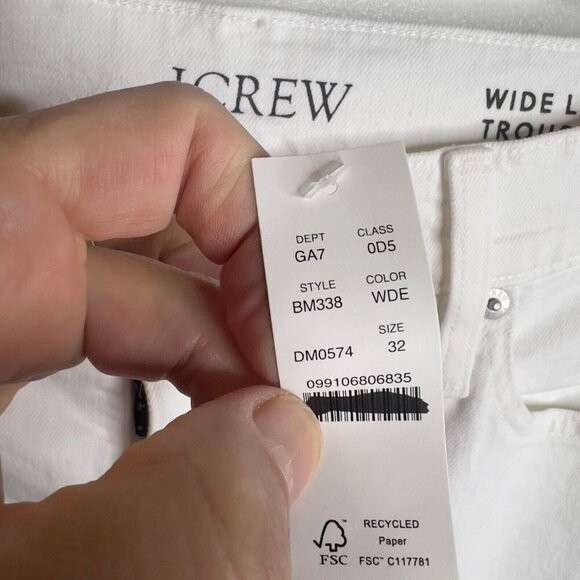 J.CREW
WIDE L
TROUS
DEPT CLASS
GA7 0D5
STYLE COLOR
BM338 WDE
SIZE
DM0574 32
099106806835
RECYCLED
Paper
FSC FSC™ C117781